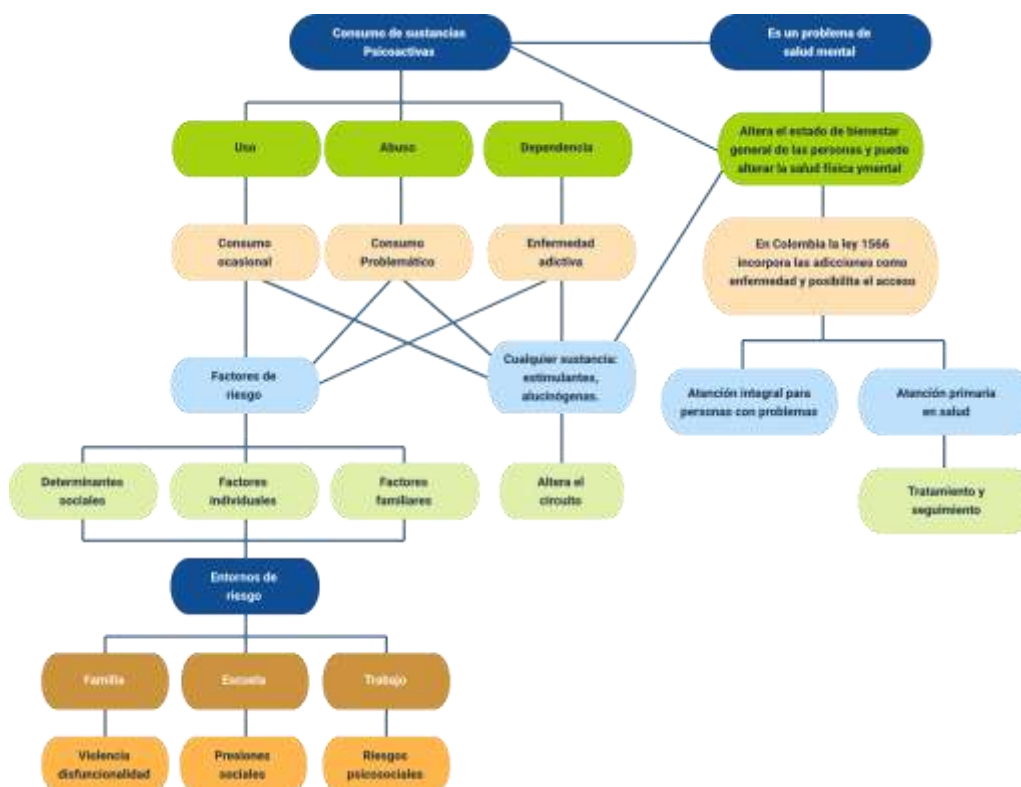 Consumo de sustancias
Psicoactivas
Es un problema de
salud mental
Uso
Abuso
Dependencia
Altera el estado de bienestar
general de las personas y puede
alterar la salud física ymental
Consumo
ocasional
Consumo
Problemático
Enfermedad
adictiva
En Colombia la ley 1566
incorpora las adicciones como
enfermedad y posibilita el acceso
Factores de
riesgo
Cualquier sustancia:
estimulantes,
alucinógenas.
Atención integral para
personas con problemas
Atención primaria
en salud
Determinantes
sociales
Factores
individuales
Factores
familiares
Altera el
circuito
Tratamiento y
seguimiento
Entornos de
riesgo
Familia
Escuela
Trabajo
Violencia
disfuncionalidad
Presiones
sociales
Riesgos
psicosociales